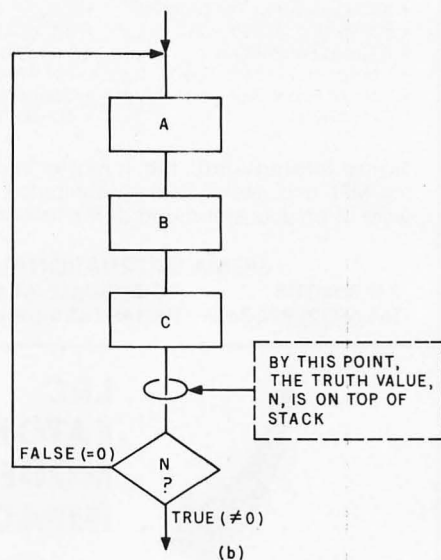 A
B
C
BY THIS POINT,
THE TRUTH VALUE,
N, IS ON TOP OF
STACK
FALSE (=0)
N
?
TRUE (≠0)
(b)